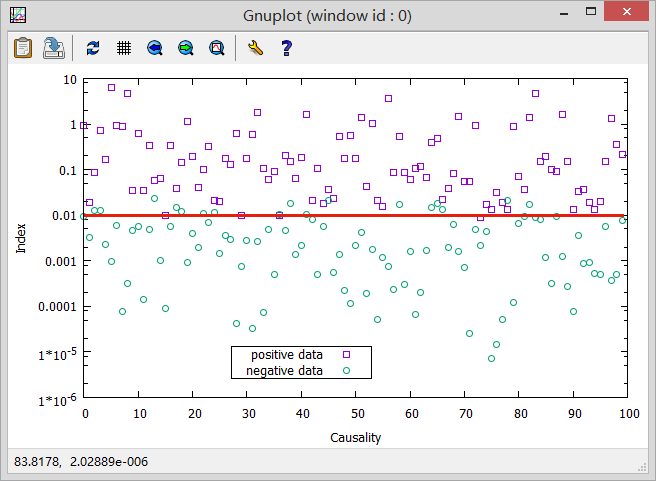 Gnuplot (window id : 0)
10
1
0.1
0.01
0.001
0.0001
1*10-5
1*10-6
Index
positive data
negative data
0 10 20 30 40 50 60 70 80 90 100
Causality
83.8178, 2.02889e-006